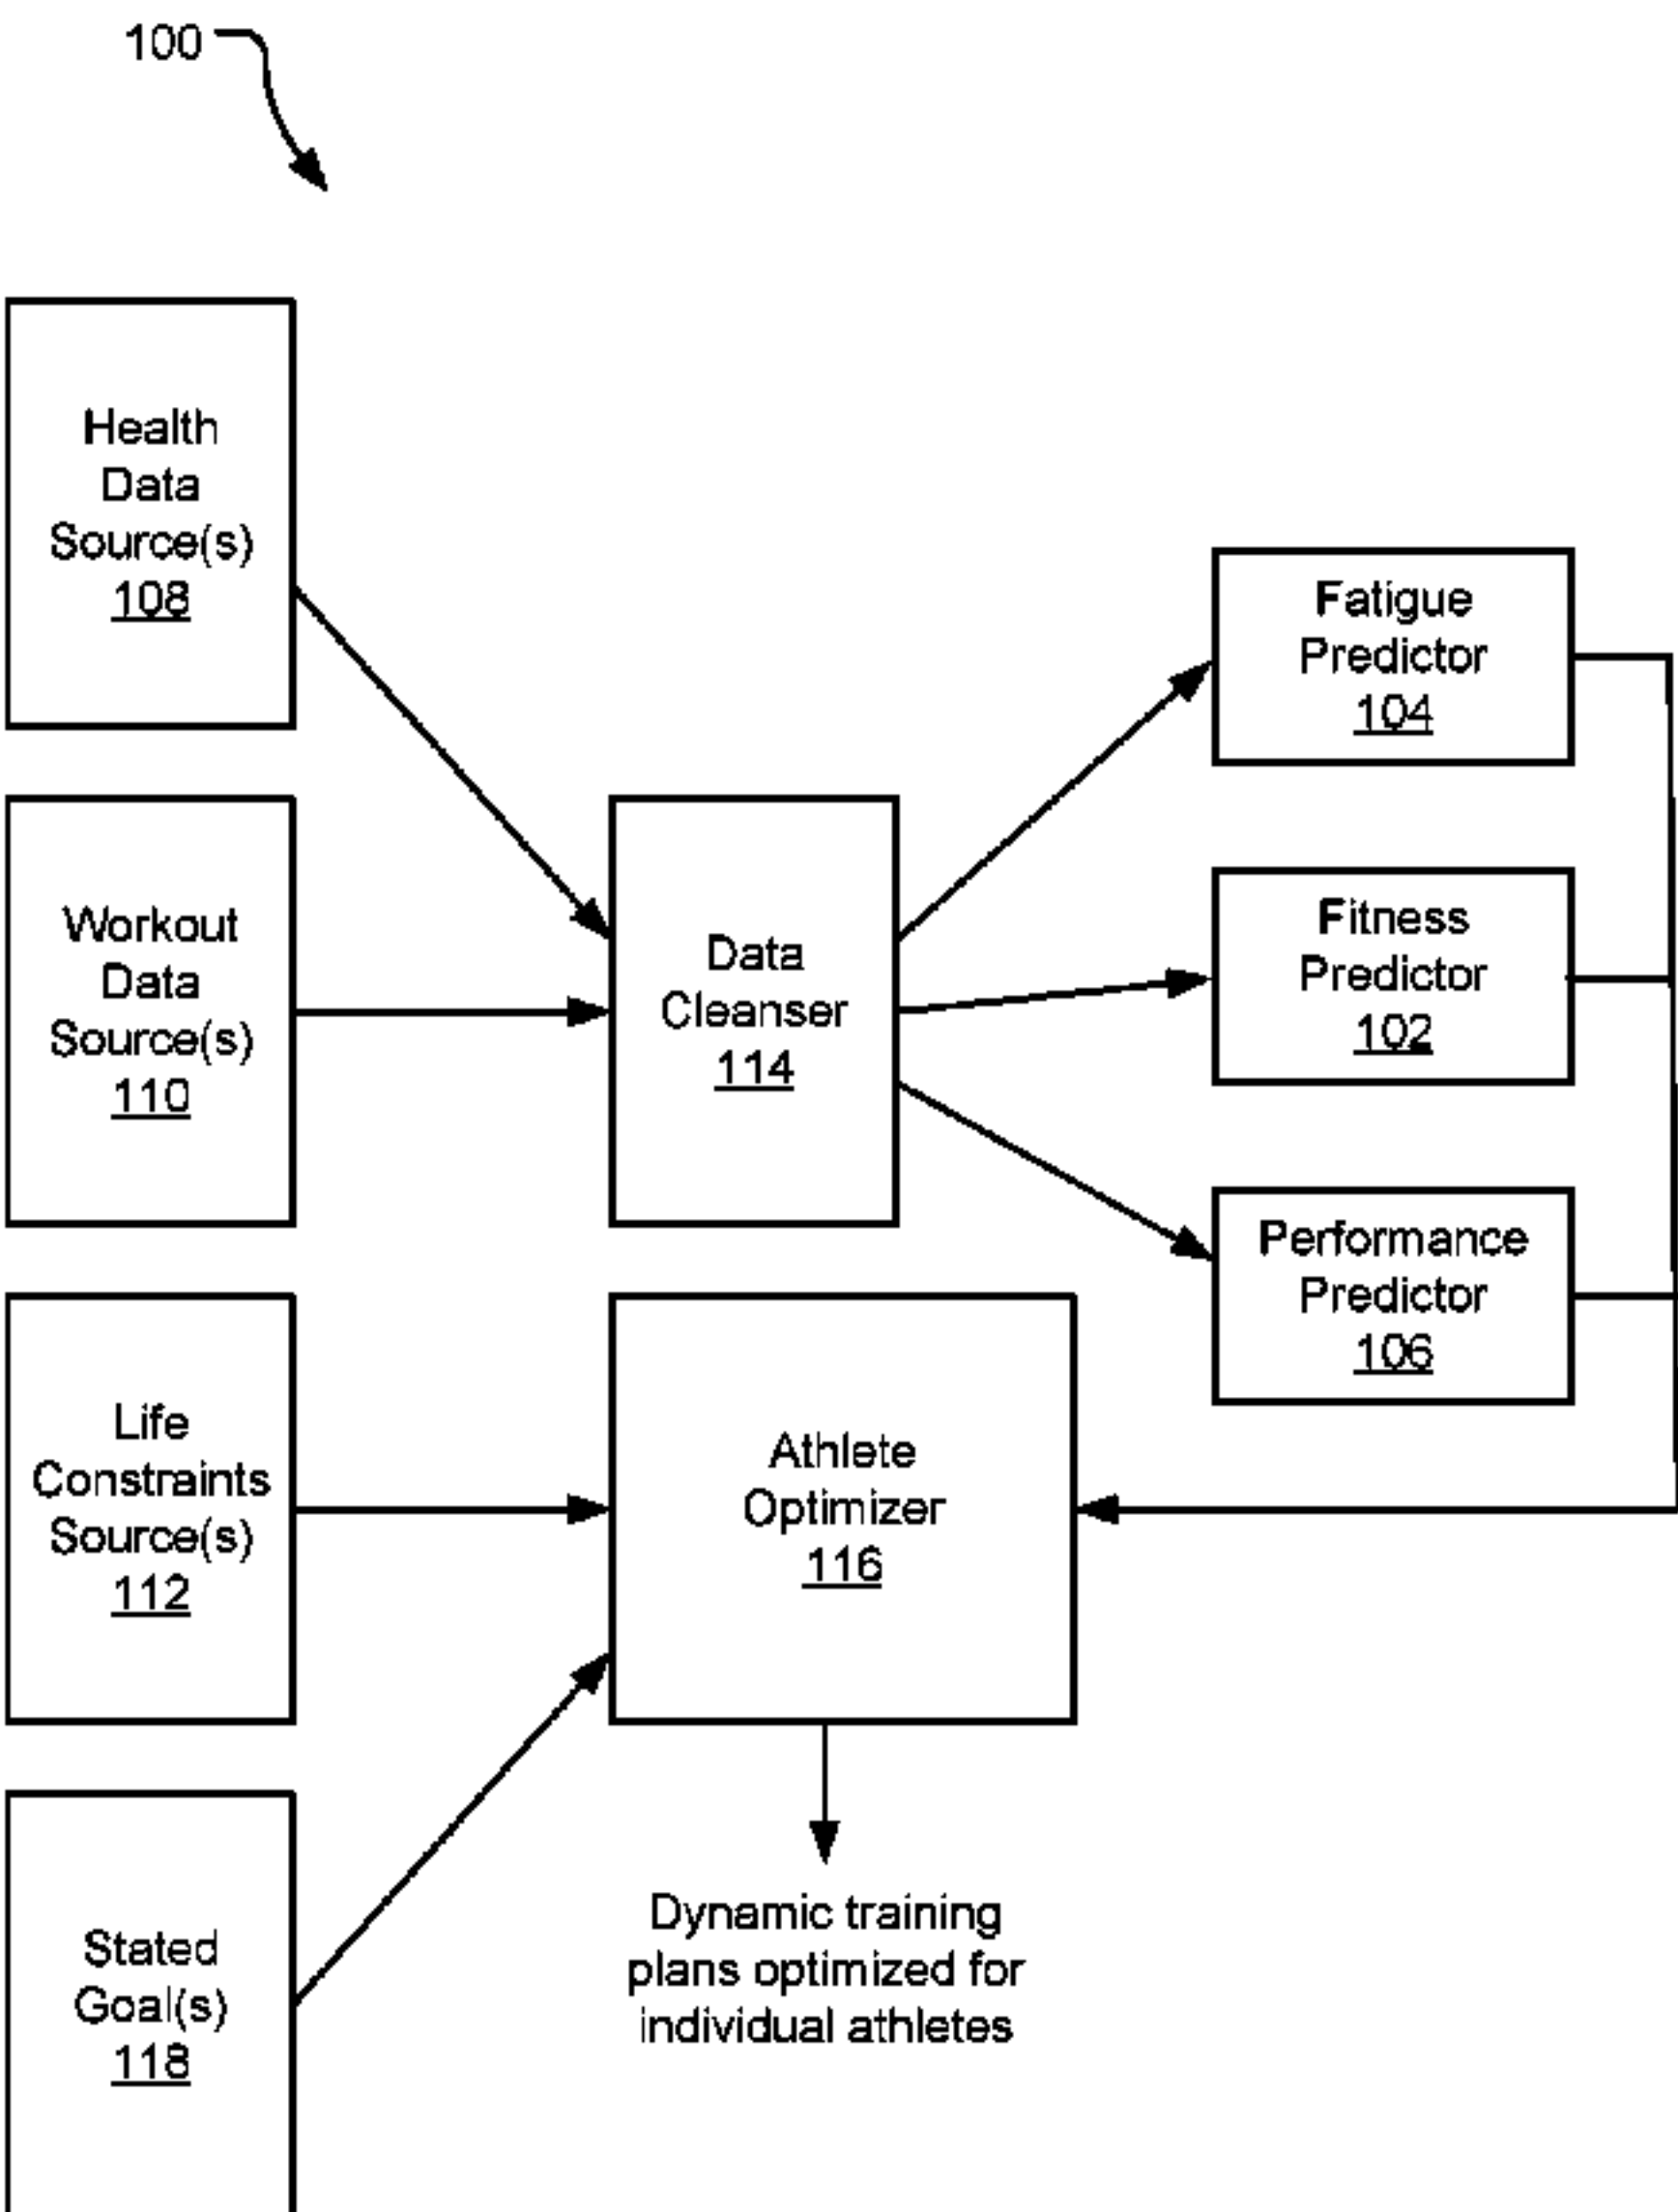 100
Health
Data
Source(s)
108
Workout
Data
Source(s)
110
Life
Constraints
Source(s)
112
Stated
Goal(s)
118
Data
Cleanser
114
Athlete
Optimizer
116
Dynamic training
plans optimized for
individual athletes
Fatigue
Predictor
104
Fitness
Predictor
102
Performance
Predictor
106